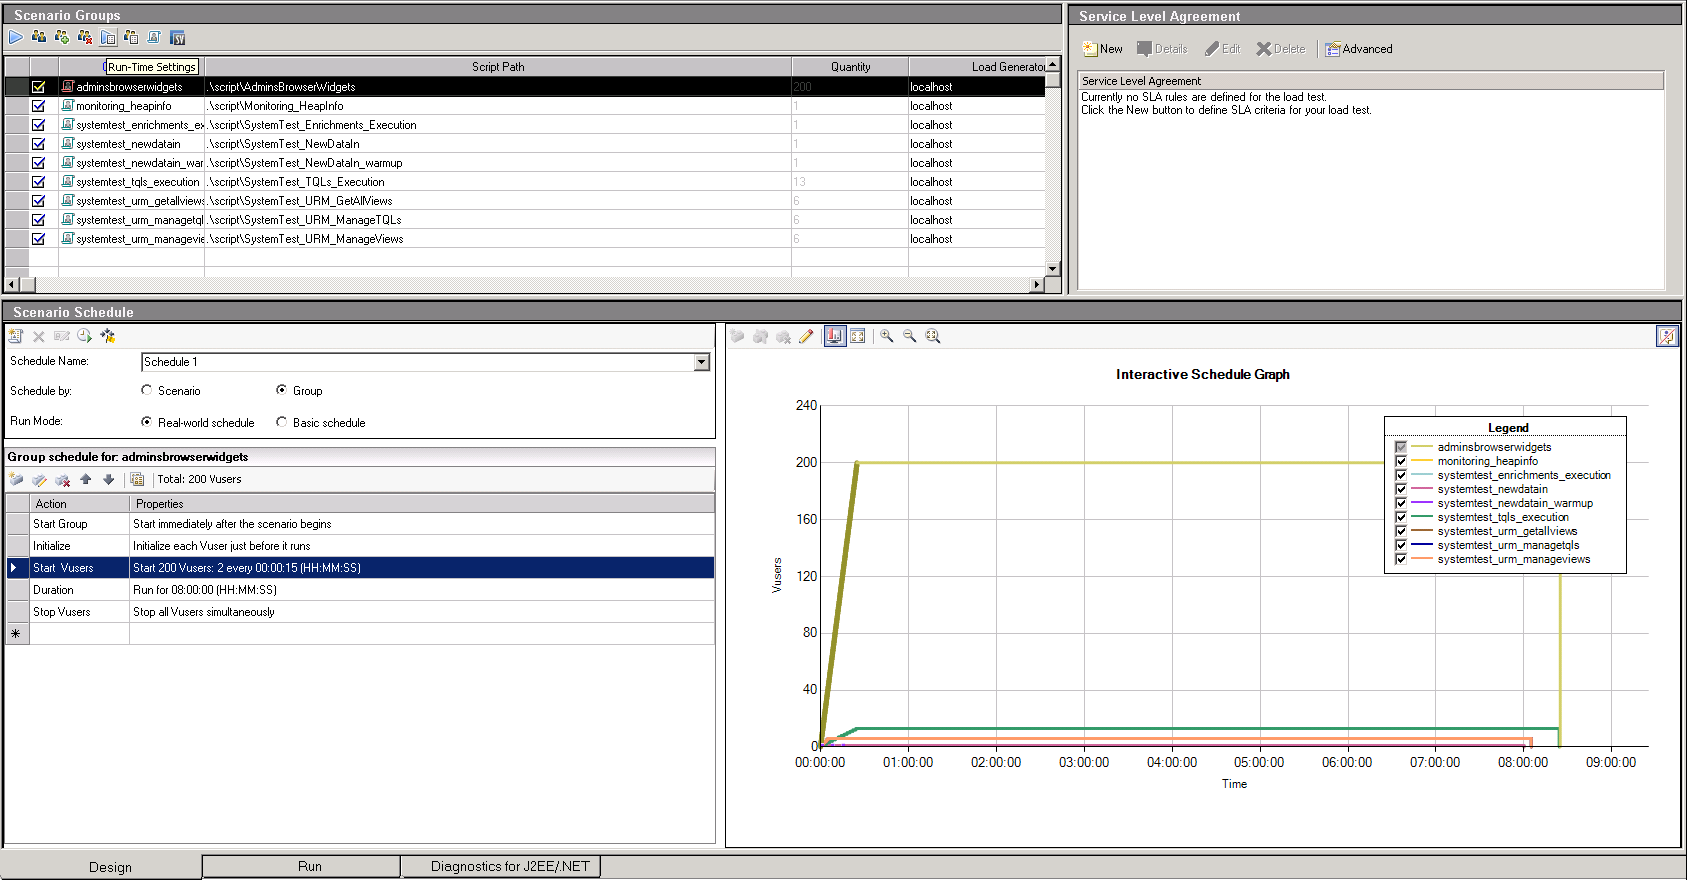 Scenario Groups
Run-Time Settings
Script Path
Quantity
Load Generator
adminsbrowserwidgets .\script\AdminsBrowserWidgets 200 localhost
monitoring_heapinfo .\script\Monitoring_HeapInfo 1 localhost
systemtest_enrichments_ex .\script\SystemTest_Enrichments_Execution 1 localhost
systemtest_newdatain .\script\SystemTest_NewDataIn 1 localhost
systemtest_newdatain_war .\script\SystemTest_NewDataIn_warmup 1 localhost
systemtest_tqls_execution .\script\SystemTest_TQLs_Execution 13 localhost
systemtest_urm_getallviews .\script\SystemTest_URM_GetAllViews 6 localhost
systemtest_urm_managetql .\script\SystemTest_URM_ManageTQLs 6 localhost
systemtest_urm_managevie .\script\SystemTest_URM_ManageViews 6 localhost
Service Level Agreement
New Details Edit Delete Advanced
Service Level Agreement
Currently no SLA rules are defined for the load test.
Click the New button to define SLA criteria for your load test.
Scenario Schedule
Schedule Name: Schedule 1
Schedule by: Scenario Group
Run Mode: Real-world schedule Basic schedule
Group schedule for: adminsbrowserwidgets
Total: 200 Vusers
Action Properties
Start Group Start immediately after the scenario begins
Initialize Initialize each Vuser just before it runs
Start Vusers Start 200 Vusers: 2 every 00:00:15 (HH:MM:SS)
Duration Run for 08:00:00 (HH:MM:SS)
Stop Vusers Stop all Vusers simultaneously
Interactive Schedule Graph
240
200
160
120
80
40
0
Vusers
00:00:00 01:00:00 02:00:00 03:00:00 04:00:00 05:00:00 06:00:00 07:00:00 08:00:00 09:00:00
Time
Legend
adminsbrowserwidgets
monitoring_heapinfo
systemtest_enrichments_execution
systemtest_newdatain
systemtest_newdatain_warmup
systemtest_tqls_execution
systemtest_urm_getallviews
systemtest_urm_managetqls
systemtest_urm_manageviews
Design Run Diagnostics for J2EE/.NET